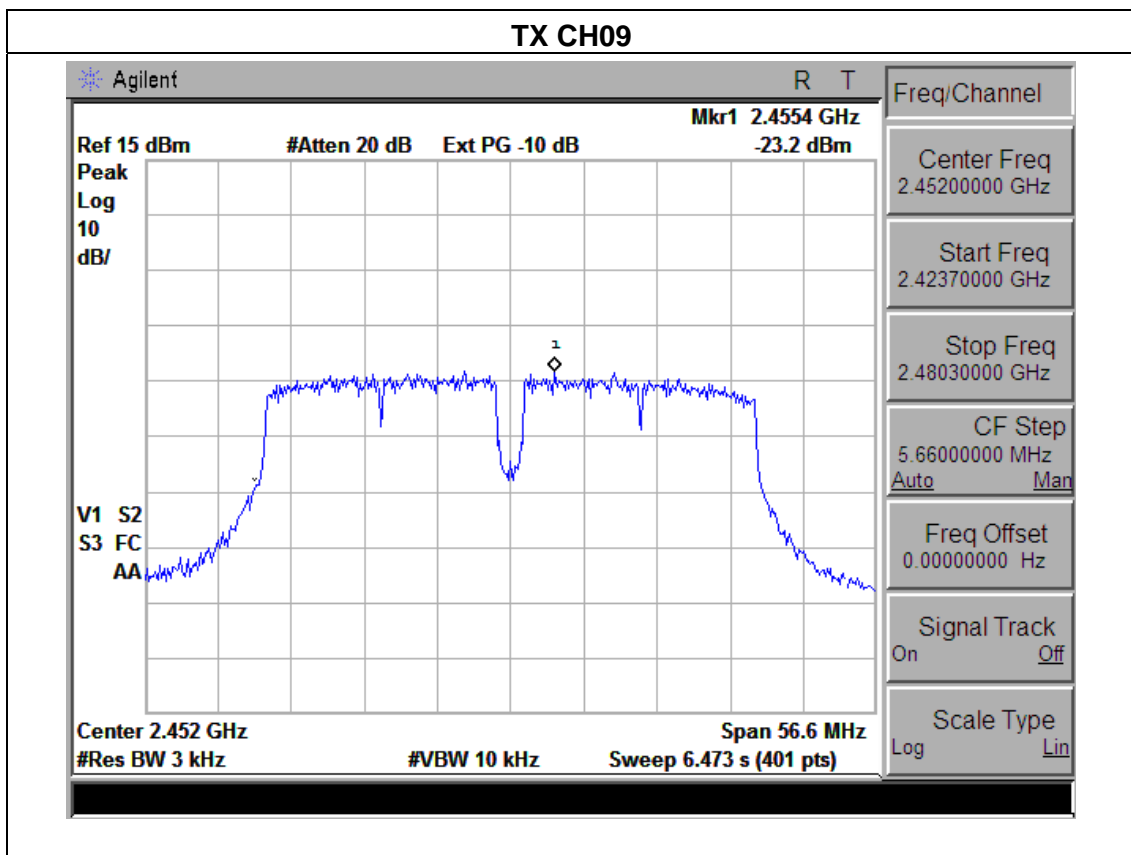 TX CH09
Agilent R T
Mkr1 2.4554 GHz
Ref 15 dBm #Atten 20 dB Ext PG -10 dB -23.2 dBm
Peak
Log
10
dB/
1
V1 S2
S3 FC
AA
Center 2.452 GHz Span 56.6 MHz
#Res BW 3 kHz #VBW 10 kHz Sweep 6.473 s (401 pts)
Freq/Channel
Center Freq
2.45200000 GHz
Start Freq
2.42370000 GHz
Stop Freq
2.48030000 GHz
CF Step
5.66000000 MHz
Auto Man
Freq Offset
0.00000000 Hz
Signal Track
On Off
Scale Type
Log Lin